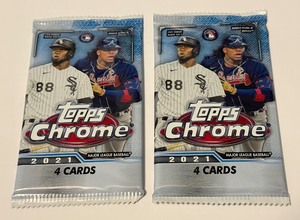 88
TOPPS
Chrome
2021
MAJOR LEAGUE BASEBALL
4 CARDS
88
TOPPS
Chrome
2021
MAJOR LEAGUE BASEBALL
4 CARDS